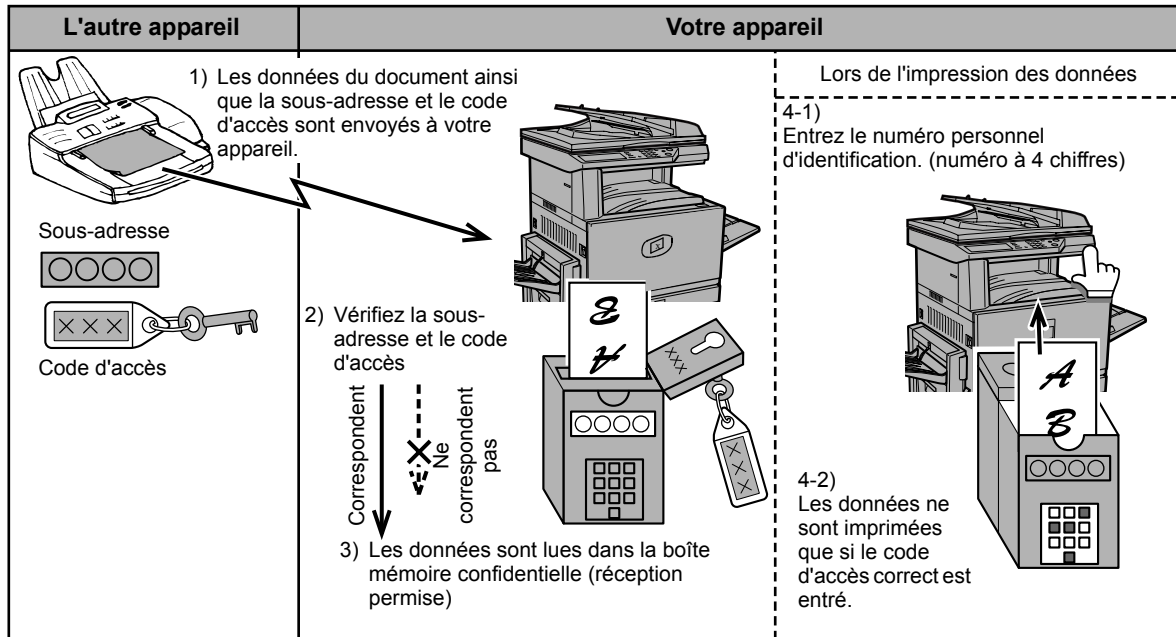 L'autre appareil
Votre appareil
1) Les données du document ainsi
que la sous-adresse et le code
d'accès sont envoyés à votre
appareil.
Sous-adresse
× × ×
Code d'accès
2) Vérifiez la sous-
adresse et le code
d'accès
Correspondent
Ne
correspondent
pas
A
B
×××
×××
3) Les données sont lues dans la boîte
mémoire confidentielle (réception
permise)
Lors de l'impression des données
4-1)
Entrez le numéro personnel
d'identification. (numéro à 4 chiffres)
A
B
4-2)
Les données ne
sont imprimées
que si le code
d'accès correct est
entré.